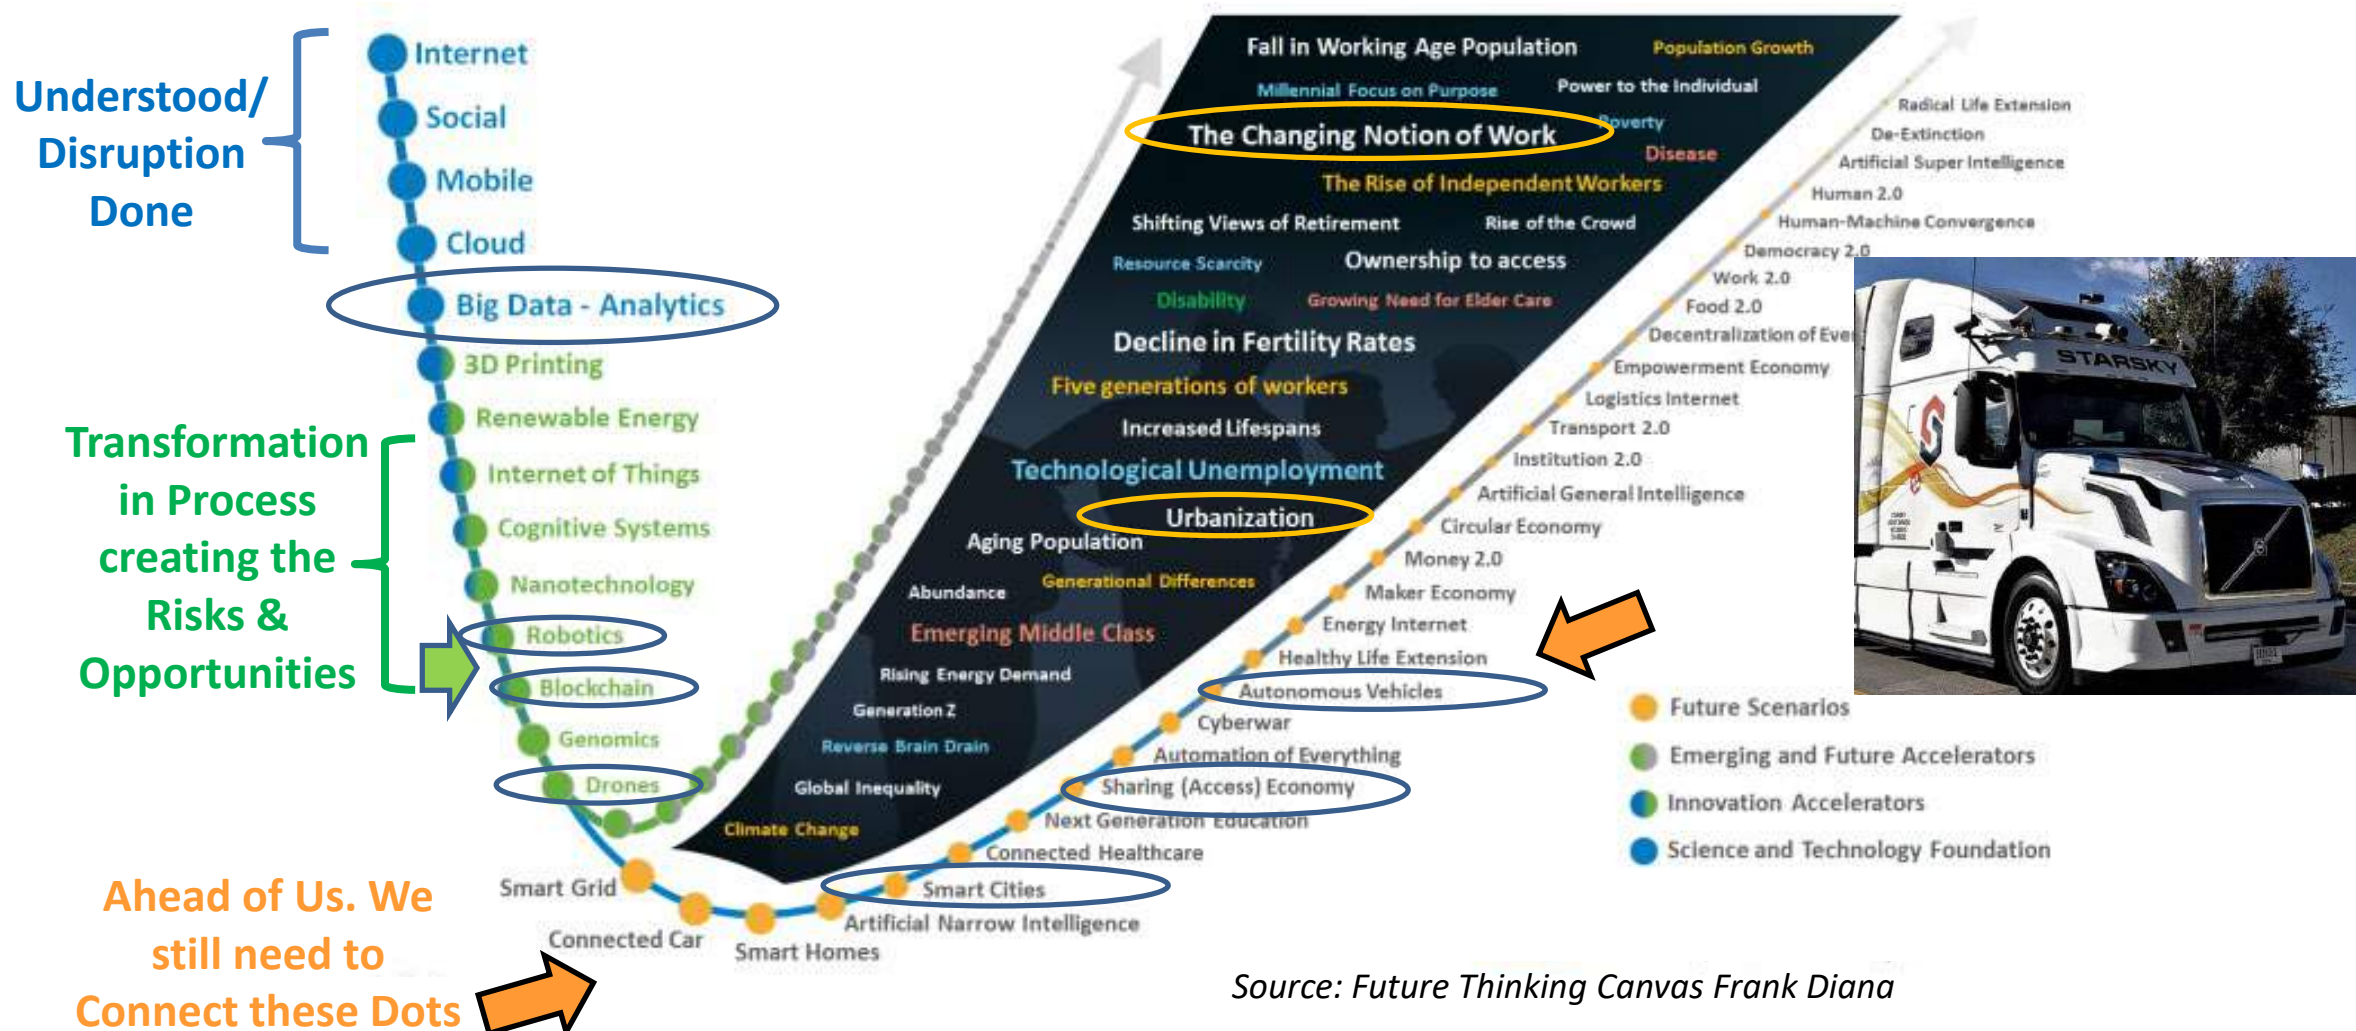 Understood/
Disruption
Done
Internet
Social
Mobile
Cloud
Big Data - Analytics
3D Printing
Renewable Energy
Internet of Things
Cognitive Systems
Nanotechnology
Robotics
Blockchain
Genomics
Drones
Transformation
in Process
creating the
Risks &
Opportunities
Ahead of Us. We
still need to
Connect these Dots
Fall in Working Age Population
Population Growth
Millennial Focus on Purpose
Power to the Individual
The Changing Notion of Work
Poverty
Disease
The Rise of Independent Workers
Shifting Views of Retirement
Rise of the Crowd
Resource Scarcity
Ownership to access
Disability
Growing Need for Elder Care
Decline in Fertility Rates
Five generations of workers
Increased Lifespans
Technological Unemployment
Urbanization
Aging Population
Abundance
Generational Differences
Emerging Middle Class
Rising Energy Demand
Generation Z
Reverse Brain Drain
Global Inequality
Climate Change
Radical Life Extension
De-Extinction
Artificial Super Intelligence
Human 2.0
Human-Machine Convergence
Democracy 2.0
Work 2.0
Food 2.0
Decentralization of Eve
Empowerment Economy
Logistics Internet
Transport 2.0
Institution 2.0
Artificial General Intelligence
Circular Economy
Money 2.0
Maker Economy
Energy Internet
Healthy Life Extension
Autonomous Vehicles
Cyberwar
Automation of Everything
Sharing (Access) Economy
Next Generation Education
Connected Healthcare
Smart Cities
Artificial Narrow Intelligence
Smart Homes
Connected Car
Smart Grid
STARSKY
Future Scenarios
Emerging and Future Accelerators
Innovation Accelerators
Science and Technology Foundation
Source: Future Thinking Canvas Frank Diana